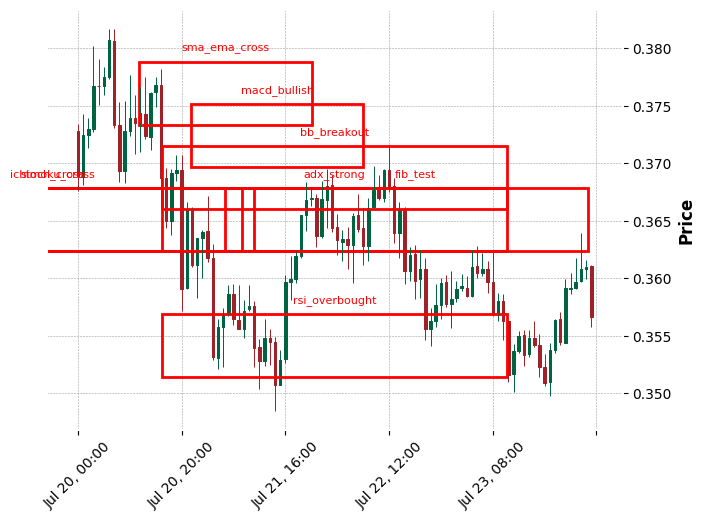 sma_ema_cross
macd_bullish
bb_breakout
adx_strong
fib_test
rsi_overbought
0.380
0.375
0.370
0.365
0.360
0.355
0.350
Price
Jul 20, 00:00
Jul 20, 20:00
Jul 21, 16:00
Jul 22, 12:00
Jul 23, 08:00